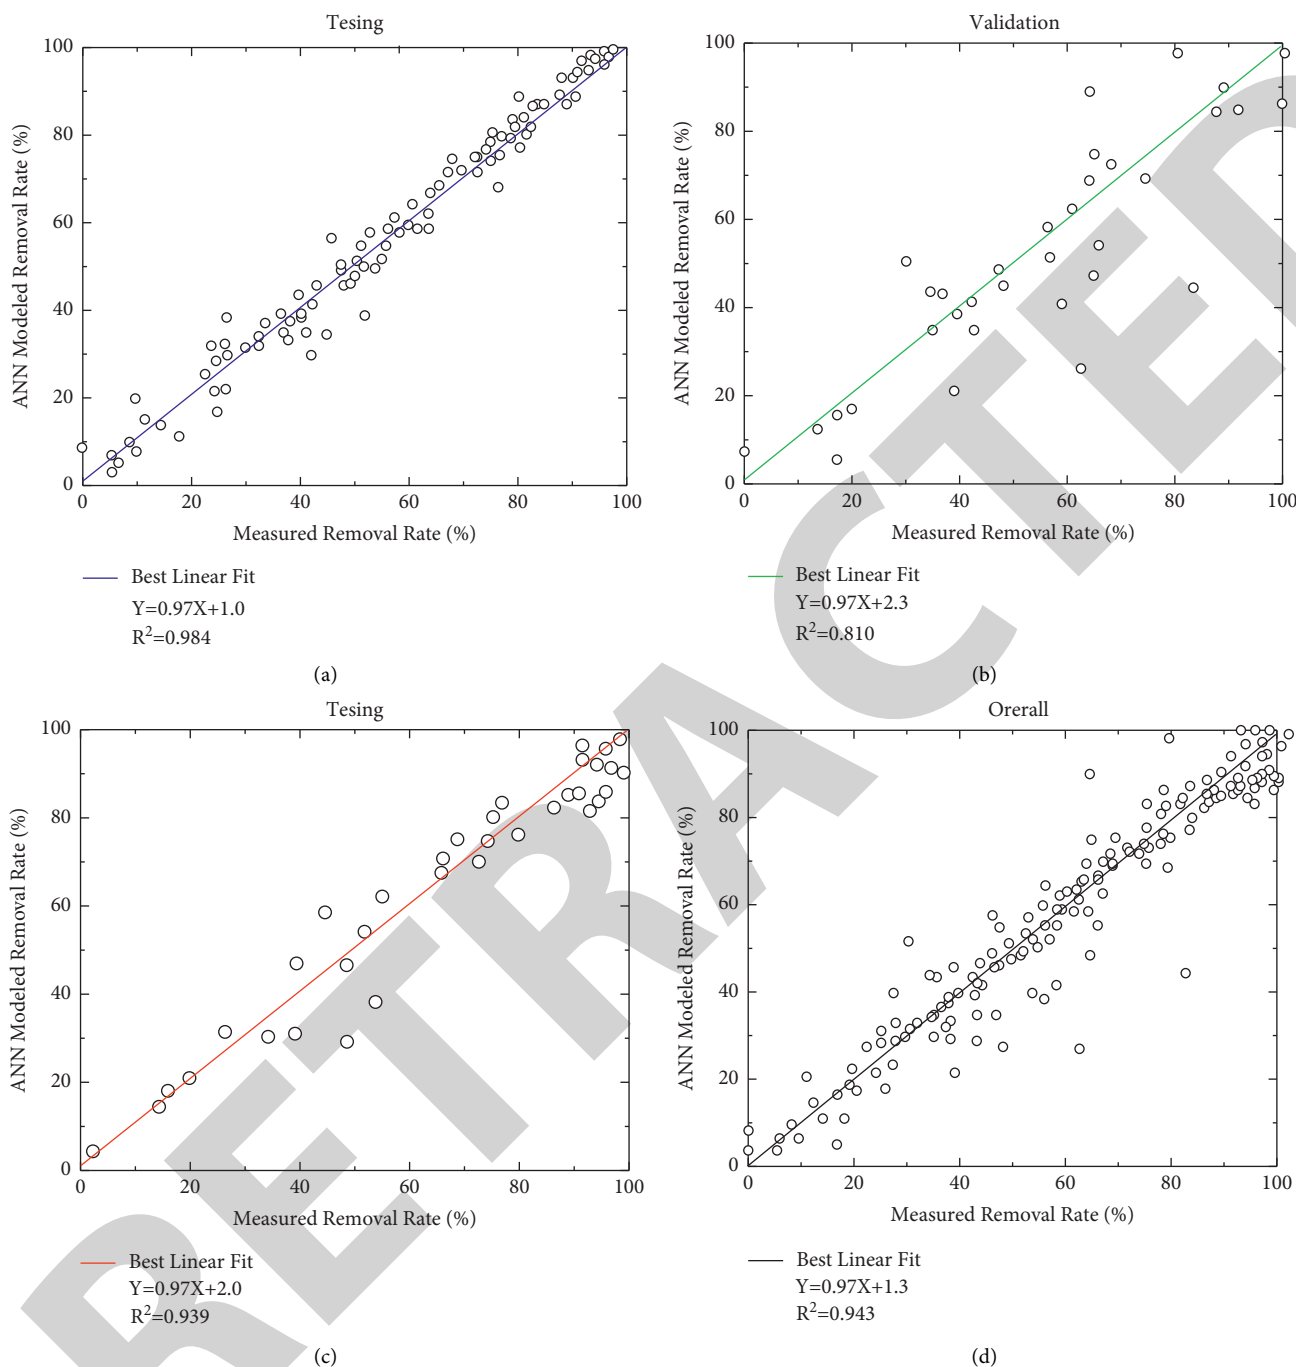 Tesing
100
80
60
40
20
0
ANN Modeled Removal Rate (%)
0 20 40 60 80 100
Measured Removal Rate (%)
Best Linear Fit
Y=0.97X+1.0
R²=0.984
(a)
Validation
100
80
60
40
20
0
ANN Modeled Removal Rate (%)
0 20 40 60 80 100
Measured Removal Rate (%)
Best Linear Fit
Y=0.97X+2.3
R²=0.810
(b)
Tesing
100
80
60
40
20
0
ANN Modeled Removal Rate (%)
0 20 40 60 80 100
Measured Removal Rate (%)
Best Linear Fit
Y=0.97X+2.0
R²=0.939
(c)
Orerall
100
80
60
40
20
0
ANN Modeled Removal Rate (%)
0 20 40 60 80 100
Measured Removal Rate (%)
Best Linear Fit
Y=0.97X+1.3
R²=0.943
(d)
RETRACTED